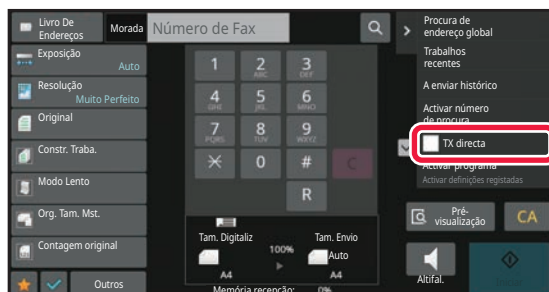 Livro De
Endereços
Morada
Número de Fax
Exposição
Auto
Resolução
Muito Perfeito
Original
Constr. Traba.
Modo Lento
Org. Tam. Mst.
Contagem original
Outros
1
2
ABC
3
DEF
4
GHI
5
JKL
6
MNO
7
PQRS
8
TUV
9
WXYZ
0
#
C
R
Tam. Digitaliz
100%
Tam. Envio
Auto
A4
A4
Memória receção:
0%
Procura de
endereço global
Trabalhos
recentes
A enviar histórico
Activar número
de procura
TX directa
Activar programa
Activar definições registadas
Pré-
visualização
CA
Altifal.